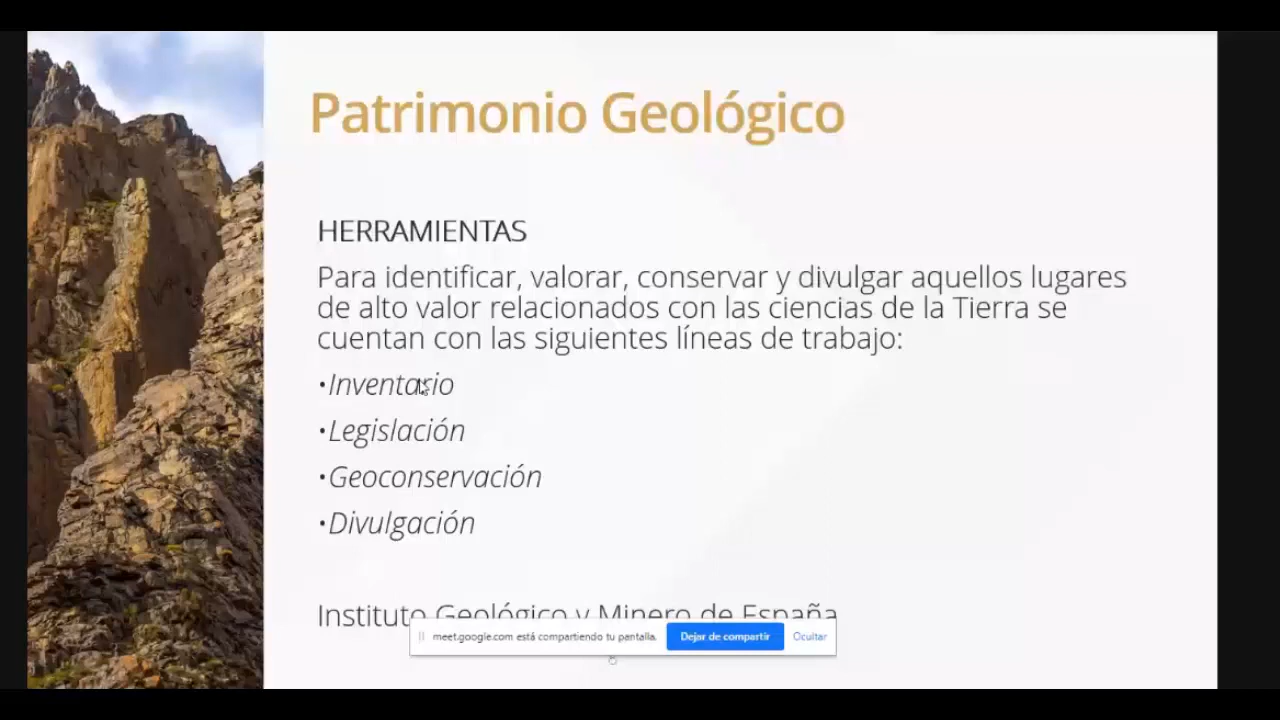 Patrimonio Geológico
HERRAMIENTAS
Para identificar, valorar, conservar y divulgar aquellos lugares
de alto valor relacionados con las ciencias de la Tierra se
cuentan con las siguientes líneas de trabajo:
•Inventario
•Legislación
•Geoconservación
•Divulgación
Instituto Geológico y Minero de España
meet.google.com está compartiendo tu pantalla. Dejar de compartir Ocultar